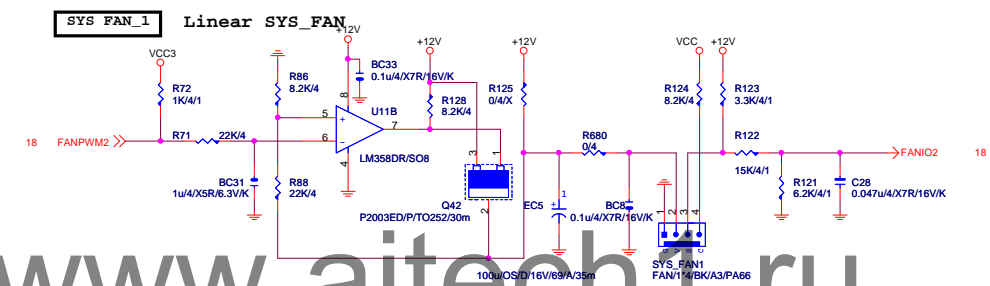 SYS FAN_1 Linear SYS_FAN
+12V
+12V
+12V
VCC
+12V
VCC3
BC33
0.1u/4/X7R/16V/K
R72
1K/4/1
R86
8.2K/4
R128
8.2K/4
R125
0/4/X
R124
8.2K/4
R123
3.3K/4/1
8
U11B
5
+
7
6
-
4
LM358DR/SO8
18 FANPWM2
R71 22K/4
3
1
R680
0/4
R122
15K/4/1
FANIO2 18
BC31
1u/4/X5R/6.3V/K
R88
22K/4
Q42
P2003ED/P/TO252/30m
2
EC5
+
1
BC8
0.1u/4/X7R/16V/K
1
2
3
4
R121
6.2K/4/1
C28
0.047u/4/X7R/16V/K
100u/OS/D/16V/69/A/35m
SYS_FAN1
FAN/1*4/BK/A3/PA66
www.aitech1.ru